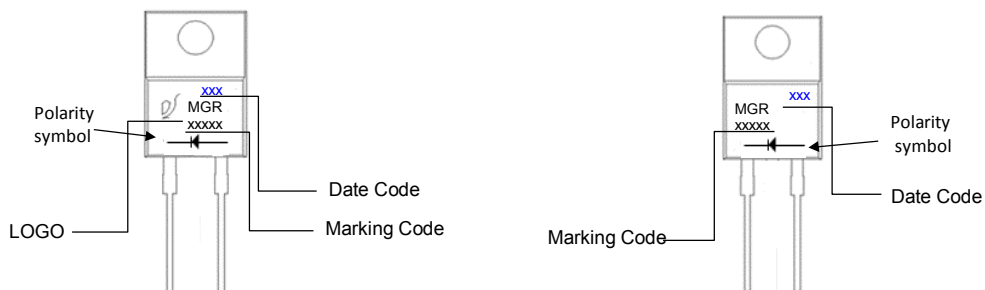 XXX
MGR
XXXXX
Polarity
symbol
Date Code
LOGO
Marking Code
XXX
MGR
XXXXX
Polarity
symbol
Date Code
Marking Code